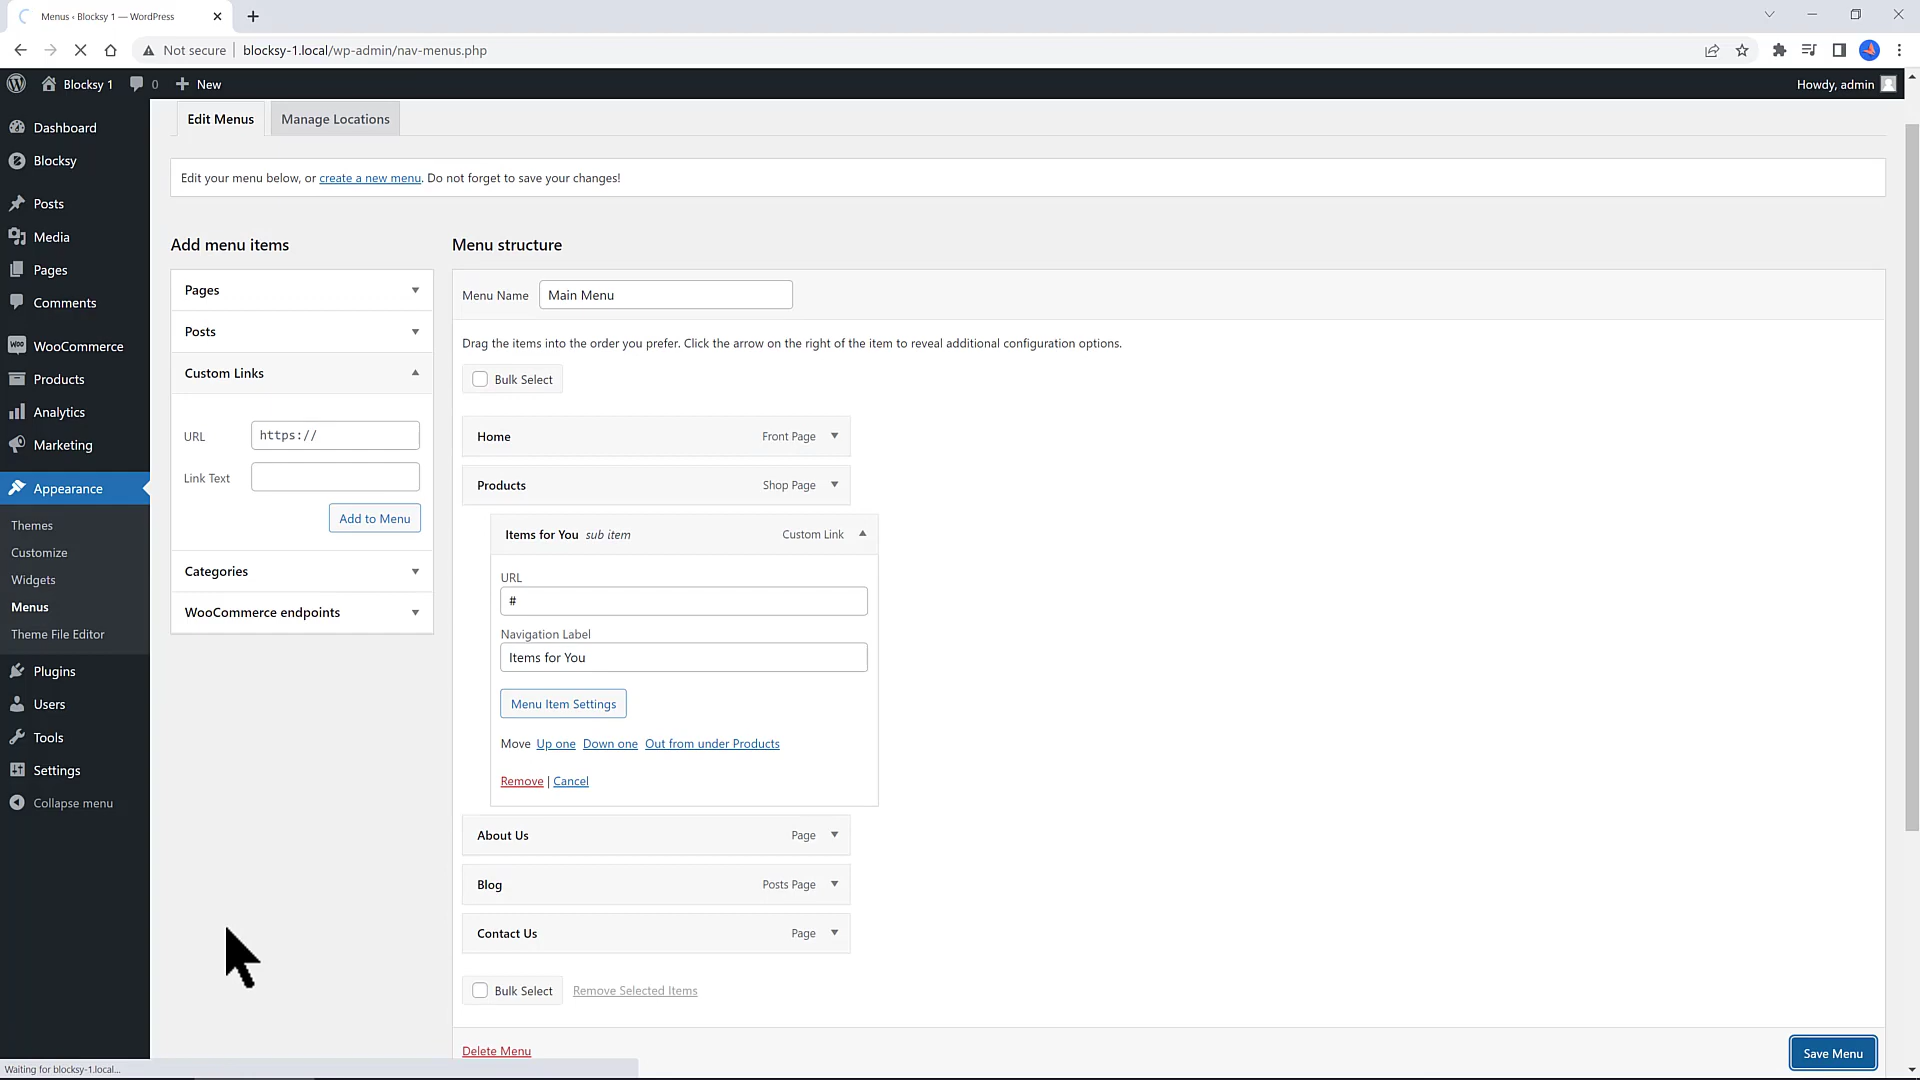 Menus ‹ Blocksy 1 — WordPress
Not secure
blocksy-1.local/wp-admin/nav-menus.php
Blocksy 1
0
New
Howdy, admin
Dashboard
Blocksy
Posts
Media
Pages
Comments
WooCommerce
Products
Analytics
Marketing
Appearance
Themes
Customize
Widgets
Menus
Theme File Editor
Plugins
Users
Tools
Settings
Collapse menu
Edit Menus
Manage Locations
Edit your menu below, or create a new menu. Do not forget to save your changes!
Add menu items
Pages
Posts
Custom Links
URL
https://
Link Text
Add to Menu
Categories
WooCommerce endpoints
Menu structure
Menu Name
Main Menu
Drag the items into the order you prefer. Click the arrow on the right of the item to reveal additional configuration options.
Bulk Select
Home
Front Page
Products
Shop Page
Items for You sub item
Custom Link
URL
#
Navigation Label
Items for You
Menu Item Settings
Move Up one Down one Out from under Products
Remove | Cancel
About Us
Page
Blog
Posts Page
Contact Us
Page
Bulk Select
Remove Selected Items
Delete Menu
Save Menu
Waiting for blocksy-1.local...